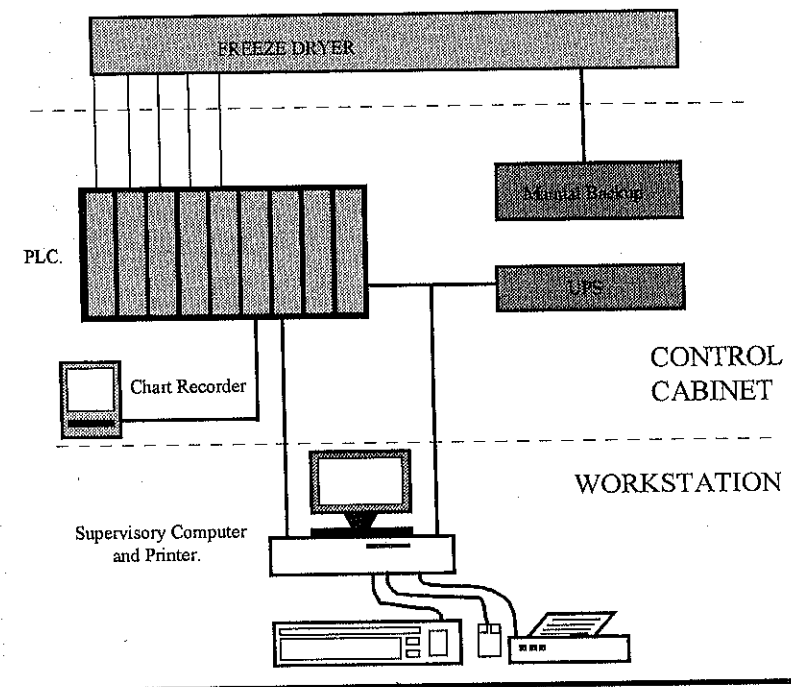 FREEZE DRYER
Manual Backup
PLC.
UPS
CONTROL
CABINET
Chart Recorder
WORKSTATION
Supervisory Computer
and Printer.